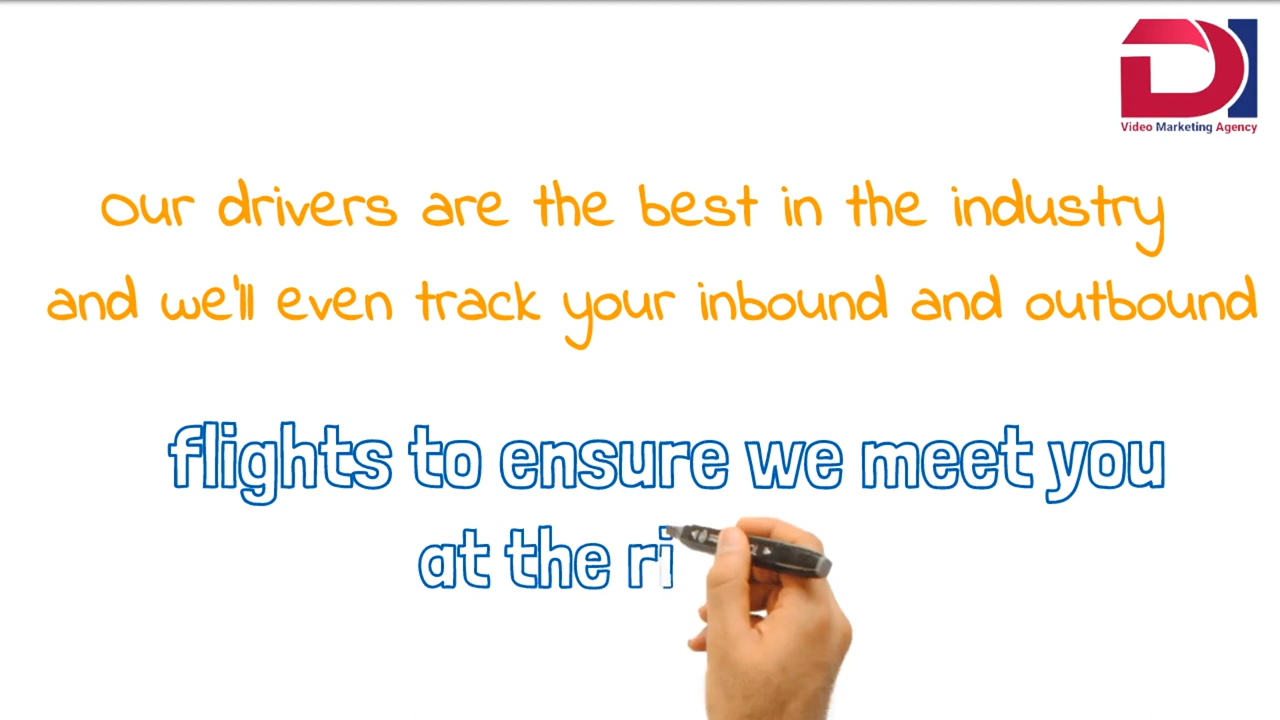 Video Marketing Agency
Our drivers are the best in the industry
and we'll even track your inbound and outbound
flights to ensure we meet you
at the ri